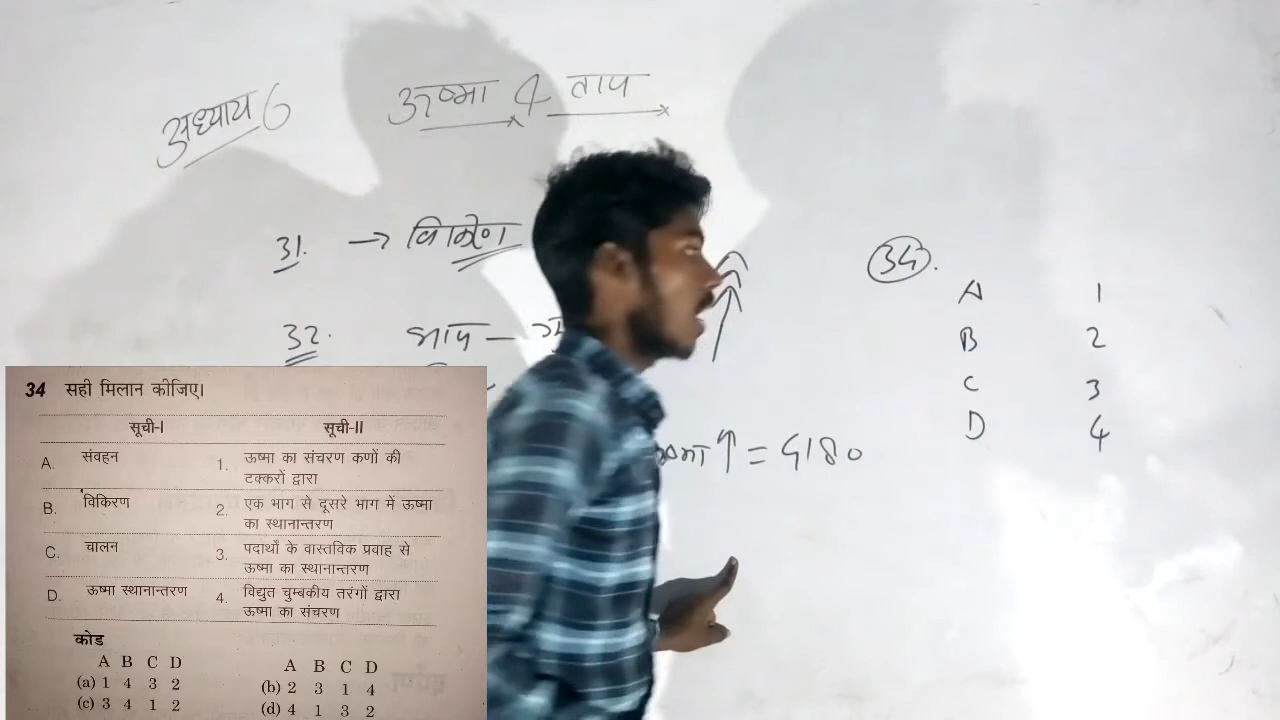 अध्याय 6 ऊष्मा व ताप
31. → विकिरण
32. भाप —
34.
A 1
B 2
C 3
D 4
↑ = 4180
34 सही मिलान कीजिए।
सूची-I सूची-II
A. संवहन 1. ऊष्मा का संचरण कणों की
टक्करों द्वारा
B. विकिरण 2. एक भाग से दूसरे भाग में ऊष्मा
का स्थानान्तरण
C. चालन 3. पदार्थों के वास्तविक प्रवाह से
ऊष्मा का स्थानान्तरण
D. ऊष्मा स्थानान्तरण 4. विद्युत चुम्बकीय तरंगों द्वारा
ऊष्मा का संचरण
कोड
A B C D A B C D
(a) 1 4 3 2 (b) 2 3 1 4
(c) 3 4 1 2 (d) 4 1 3 2